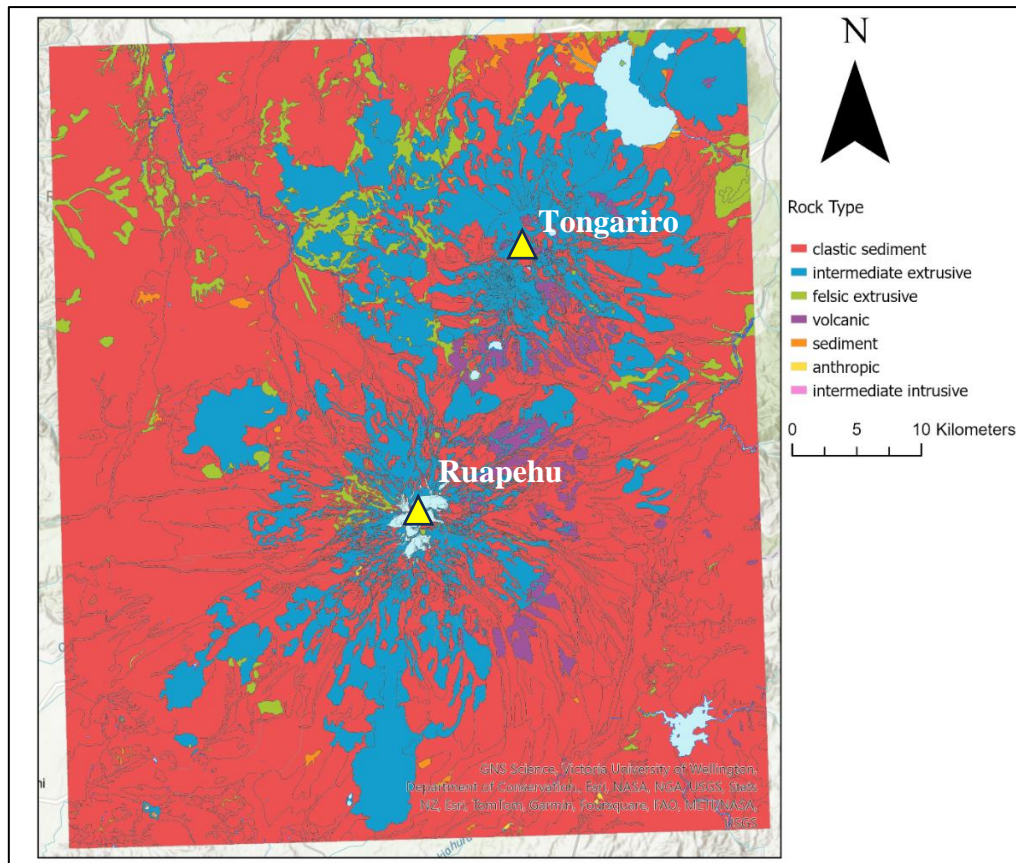 N
Tongariro
Ruapehu
Rock Type
clastic sediment
intermediate extrusive
felsic extrusive
volcanic
sediment
anthropic
intermediate intrusive
0 5 10 Kilometers
GNS Science, Victoria University of Wellington,
Department of Conservation, Esri, NASA, NGA, USGS, Stats
NZ, Esri, TomTom, Garmin, Foursquare, FAO, METI/NASA,
USGS